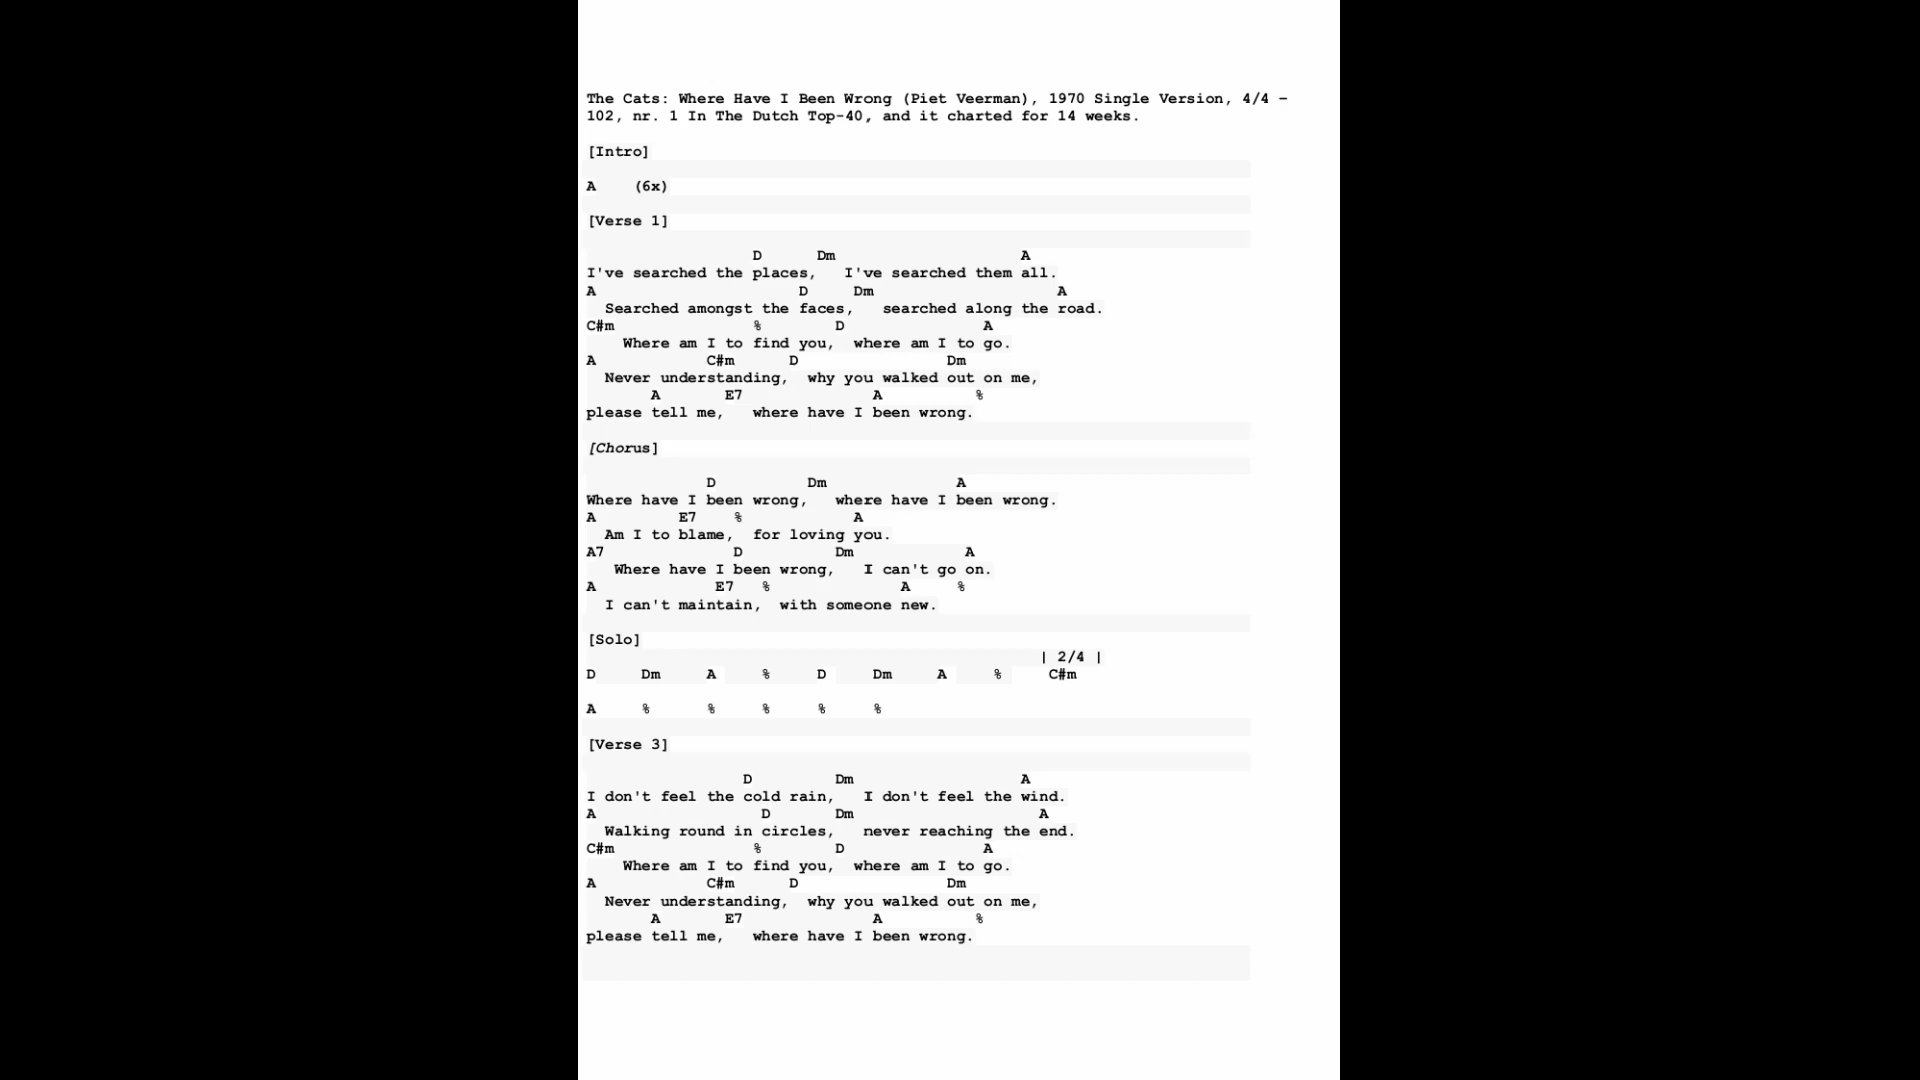 The Cats: Where Have I Been Wrong (Piet Veerman), 1970 Single Version, 4/4 –
102, nr. 1 In The Dutch Top-40, and it charted for 14 weeks.
[Intro]
A    (6x)
[Verse 1]
                  D      Dm                    A
I've searched the places,   I've searched them all.
A                      D     Dm                    A
  Searched amongst the faces,   searched along the road.
C#m               %        D               A
    Where am I to find you,  where am I to go.
A            C#m      D                Dm
  Never understanding,  why you walked out on me,
       A       E7              A          %
please tell me,   where have I been wrong.
[Chorus]
             D          Dm              A
Where have I been wrong,   where have I been wrong.
A         E7    %            A
  Am I to blame,  for loving you.
A7              D          Dm            A
   Where have I been wrong,   I can't go on.
A             E7   %              A     %
  I can't maintain,  with someone new.
[Solo]
                                                 | 2/4 |
D     Dm     A     %     D     Dm     A     %     C#m
A     %      %     %     %     %
[Verse 3]
                 D         Dm                  A
I don't feel the cold rain,   I don't feel the wind.
A                  D       Dm                    A
  Walking round in circles,   never reaching the end.
C#m               %        D               A
    Where am I to find you,  where am I to go.
A            C#m      D                Dm
  Never understanding,  why you walked out on me,
       A       E7              A          %
please tell me,   where have I been wrong.